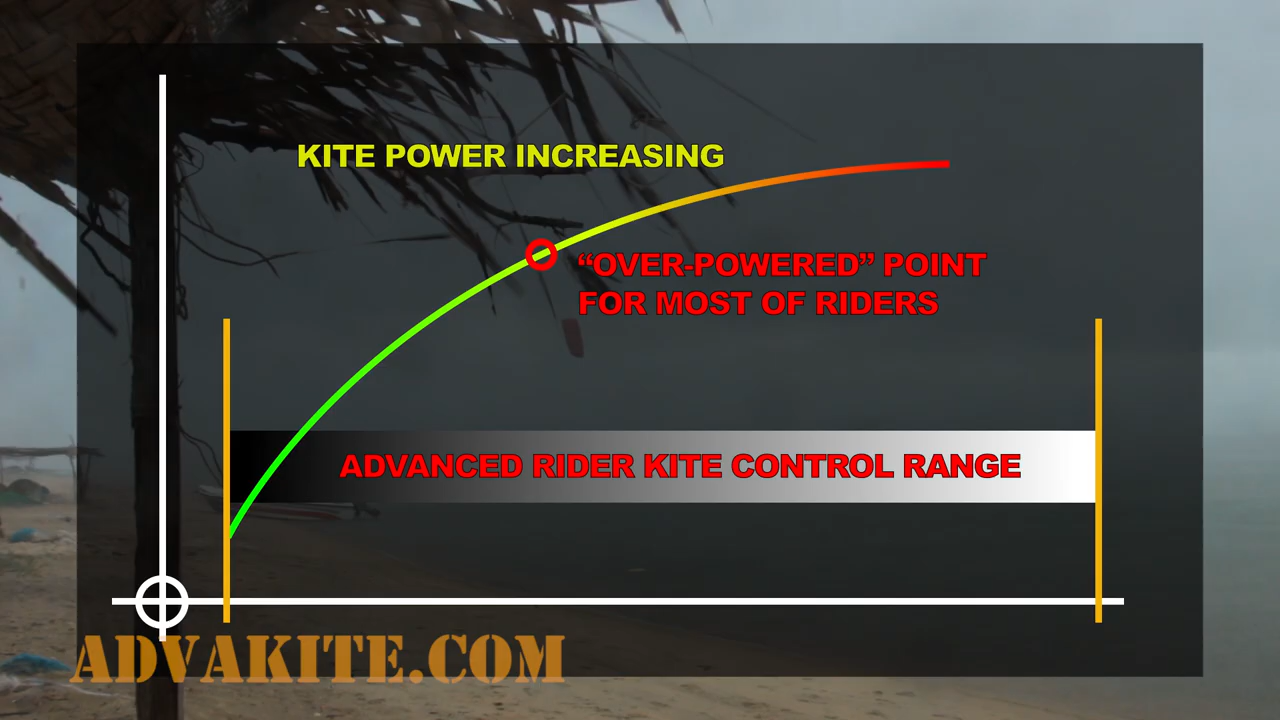 KITE POWER INCREASING
“OVER-POWERED” POINT
FOR MOST OF RIDERS
ADVANCED RIDER KITE CONTROL RANGE
ADVAKITE.COM